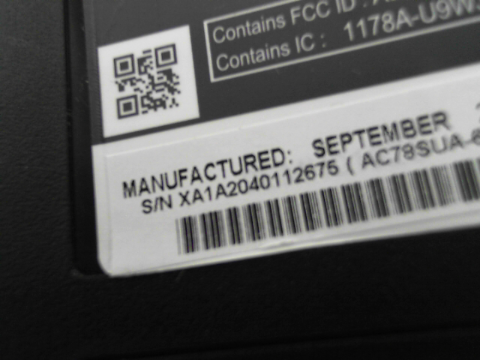 Contains FCC ID :
Contains IC : 1178A-U9W
MANUFACTURED: SEPTEMBER
S/N XA1A2040112675 ( AC78SUA-